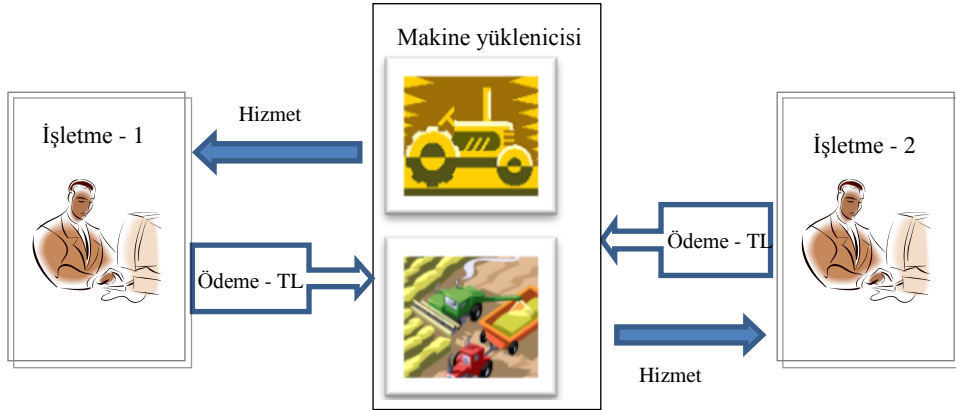 Makine yüklenicisi
İşletme - 1
Hizmet
Ödeme - TL
İşletme - 2
Ödeme - TL
Hizmet